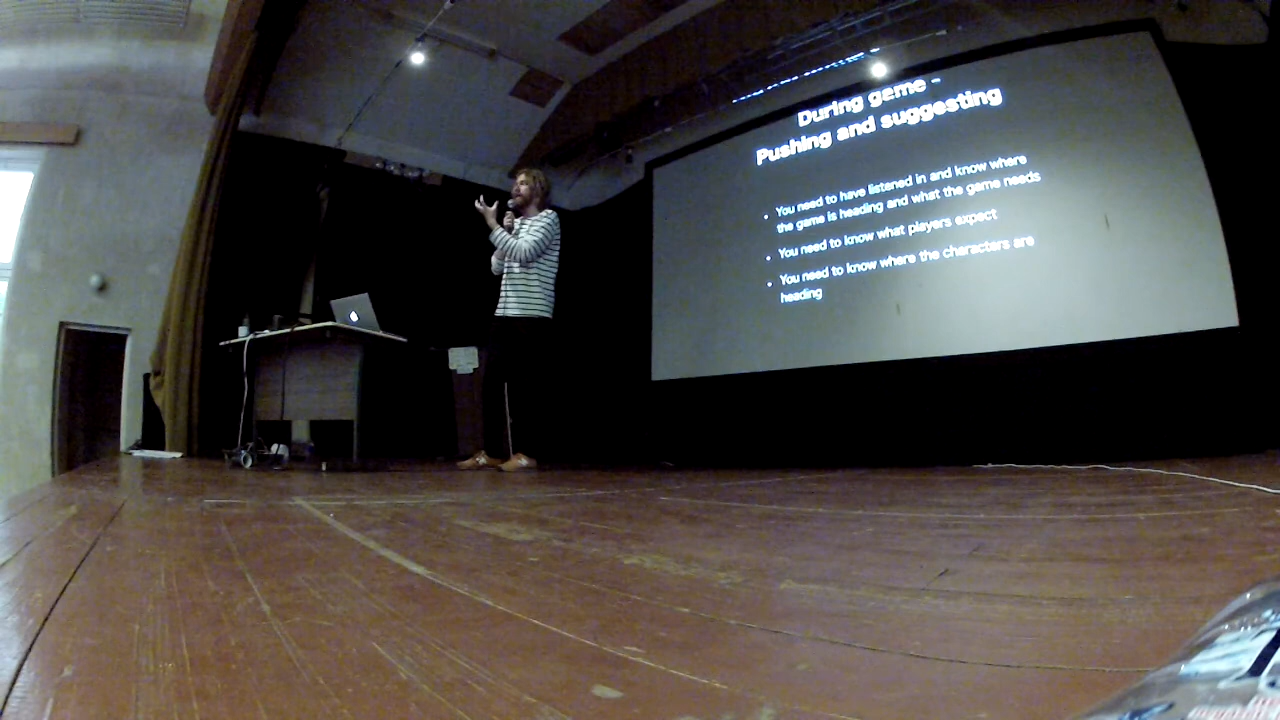 During game -
Pushing and suggesting
• You need to have listened in and know where
the game is heading and what the game needs
• You need to know what players expect
• You need to know where the characters are
heading